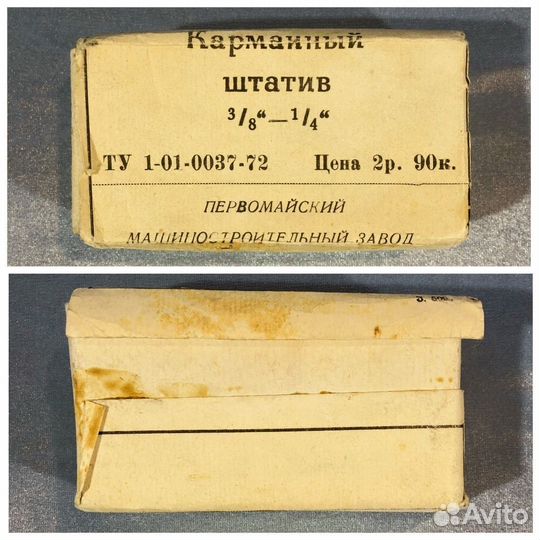 Карманный
штатив
3/8“—1/4“
ТУ 1-01-0037-72 Цена 2р. 90к.
ПЕРВОМАЙСКИЙ
МАШИНОСТРОИТЕЛЬНЫЙ ЗАВОД
Avito